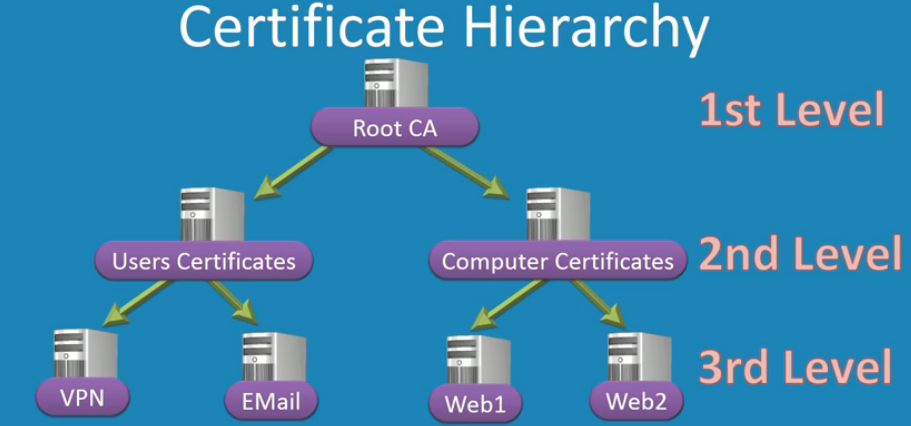 Certificate Hierarchy
Root CA
1st Level
Users Certificates
Computer Certificates
2nd Level
VPN
EMail
Web1
Web2
3rd Level